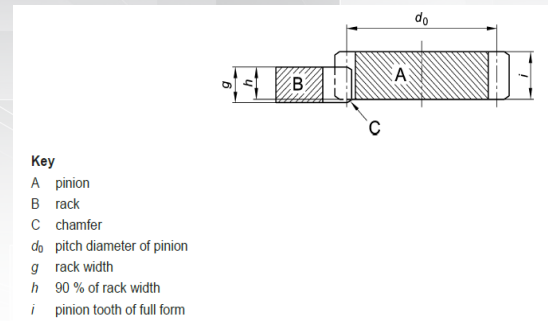 d0
g
h
B
A
i
C
Key
A pinion
B rack
C chamfer
d0 pitch diameter of pinion
g rack width
h 90 % of rack width
i pinion tooth of full form